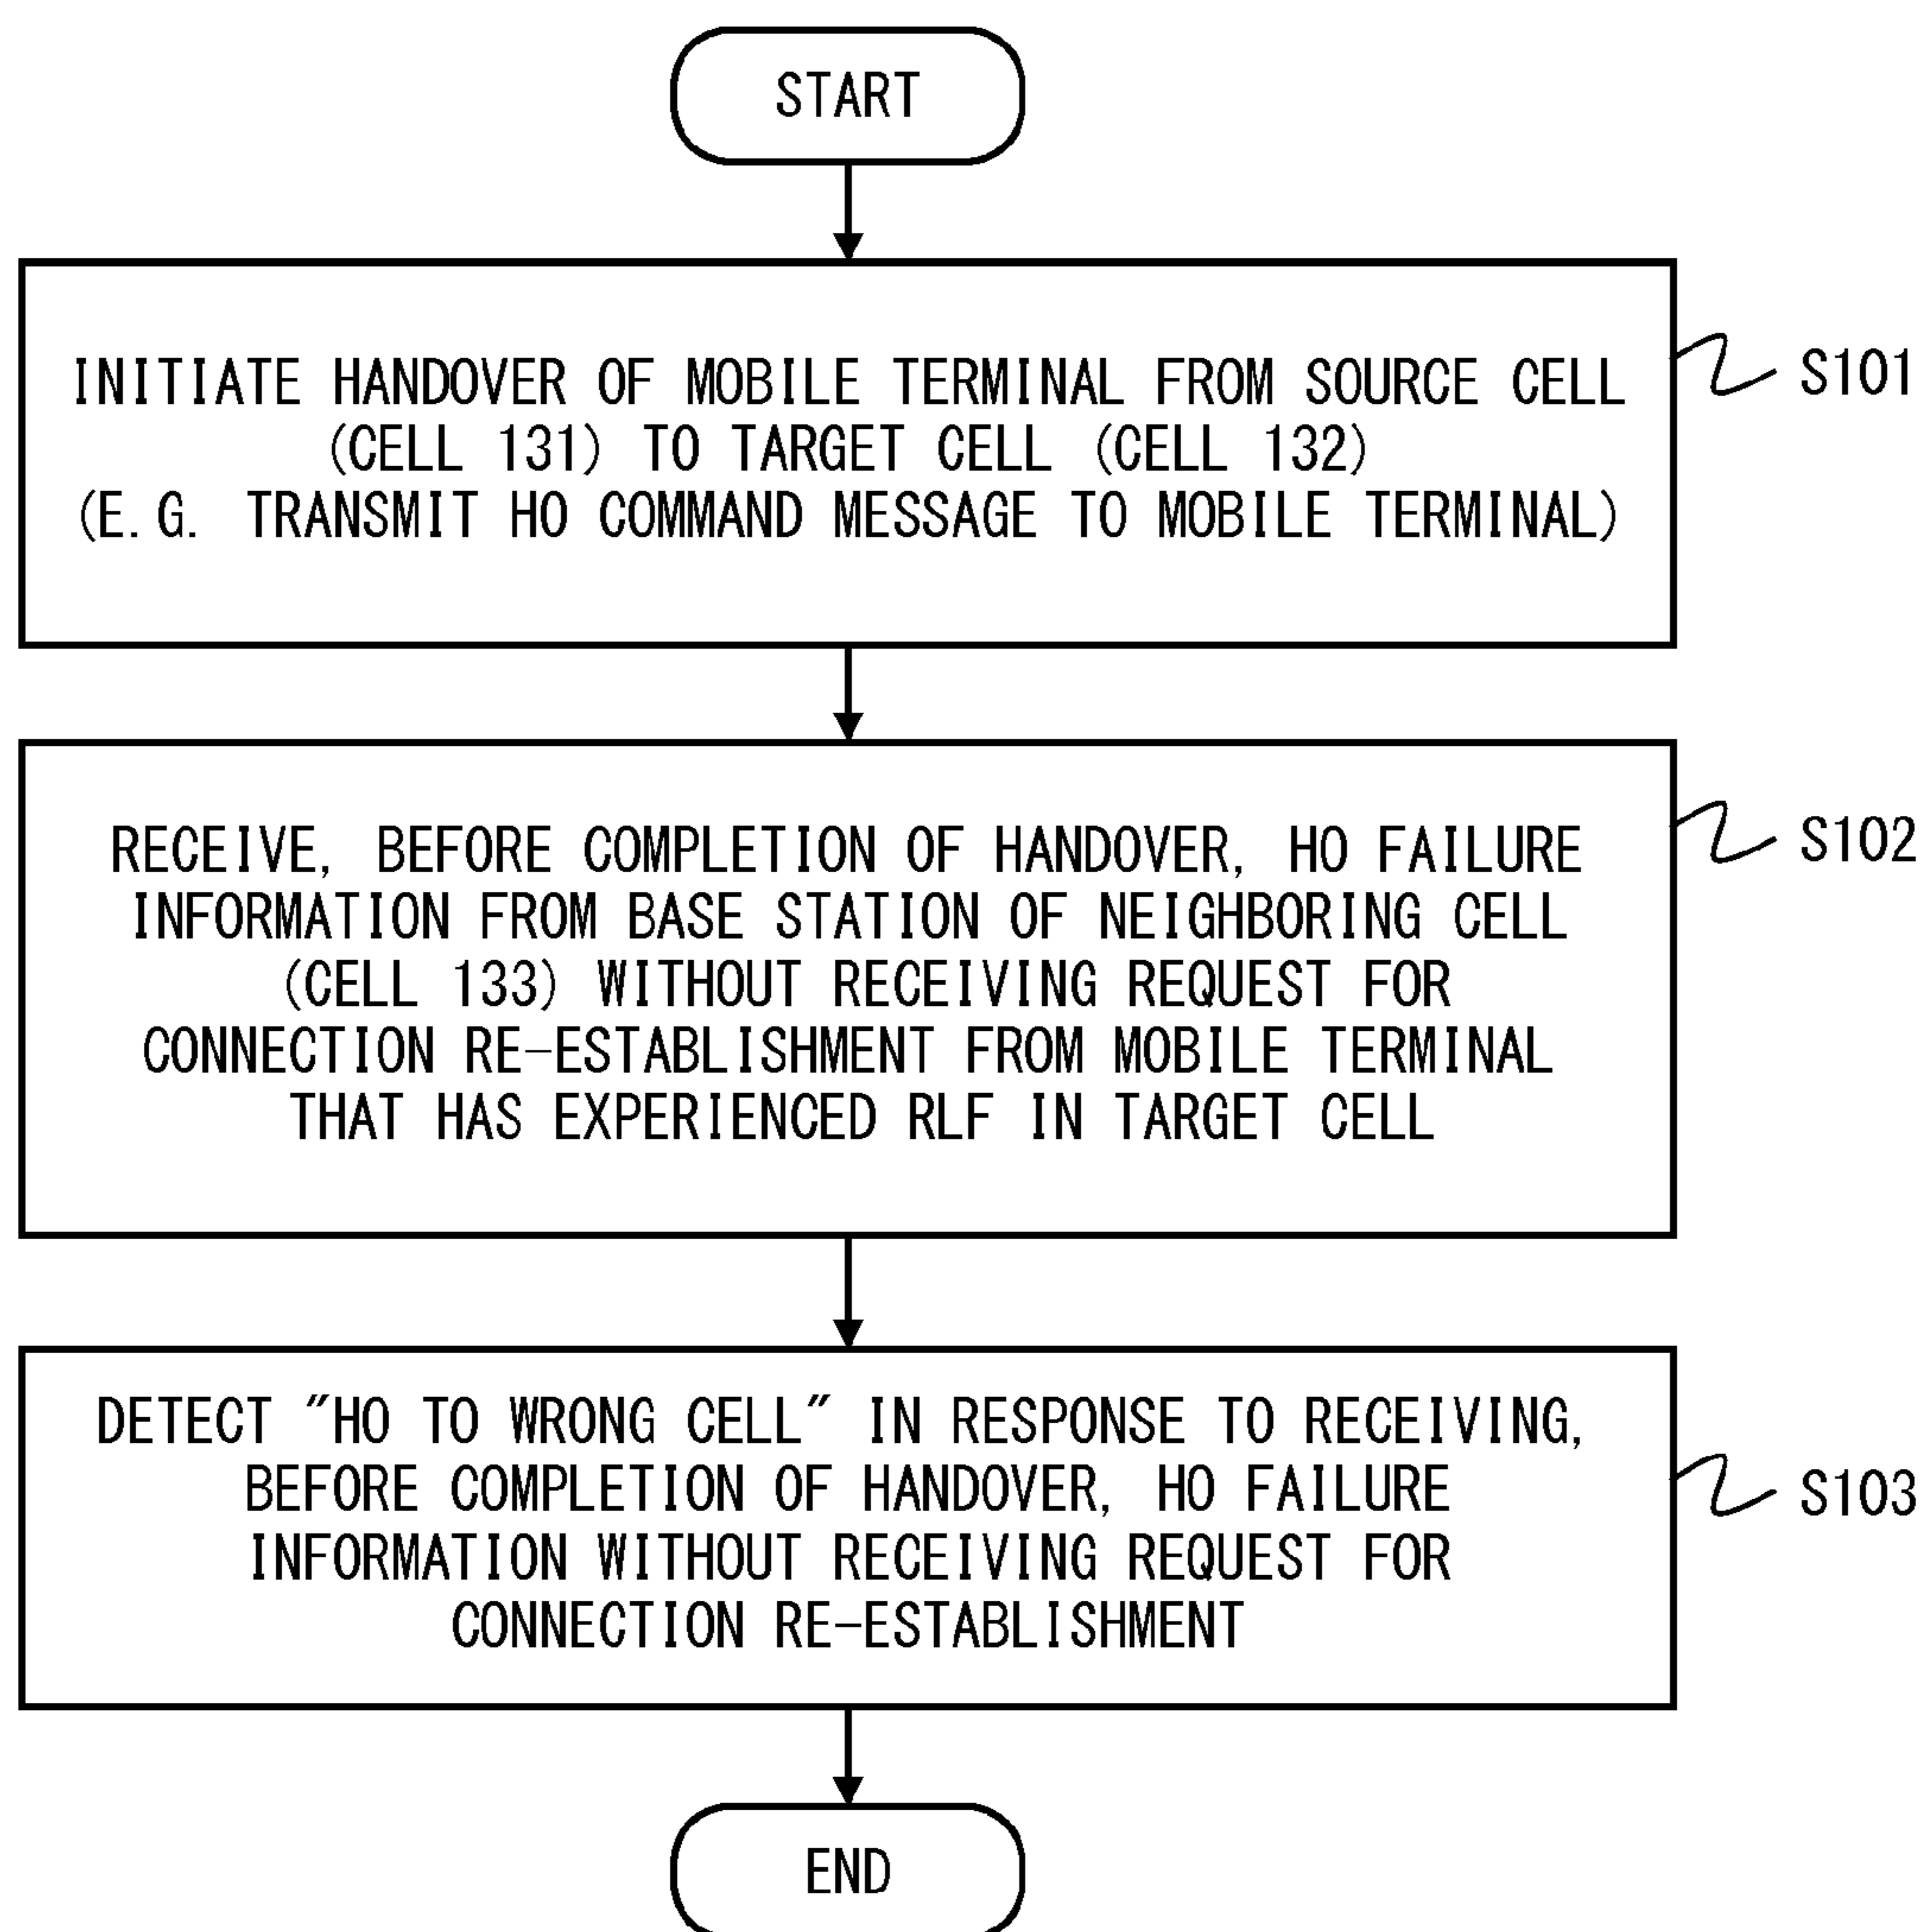 START
INITIATE HANDOVER OF MOBILE TERMINAL FROM SOURCE CELL
(CELL 131) TO TARGET CELL (CELL 132)
(E.G. TRANSMIT HO COMMAND MESSAGE TO MOBILE TERMINAL)
S101
RECEIVE, BEFORE COMPLETION OF HANDOVER, HO FAILURE
INFORMATION FROM BASE STATION OF NEIGHBORING CELL
(CELL 133) WITHOUT RECEIVING REQUEST FOR
CONNECTION RE-ESTABLISHMENT FROM MOBILE TERMINAL
THAT HAS EXPERIENCED RLF IN TARGET CELL
S102
DETECT "HO TO WRONG CELL" IN RESPONSE TO RECEIVING,
BEFORE COMPLETION OF HANDOVER, HO FAILURE
INFORMATION WITHOUT RECEIVING REQUEST FOR
CONNECTION RE-ESTABLISHMENT
S103
END